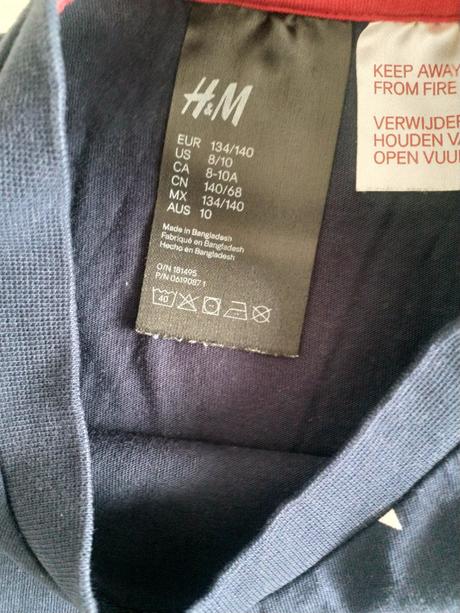 H&M
EUR 134/140
US 8/10
CA 8-10A
CN 140/68
MX 134/140
AUS 10
Made in Bangladesh
Fabriqué en Bangladesh
Hecho en Bangladesh
O/N 181495
P/N 0619087 1
40
KEEP AWAY
FROM FIRE
VERWIJDER
HOUDEN VA
OPEN VUU